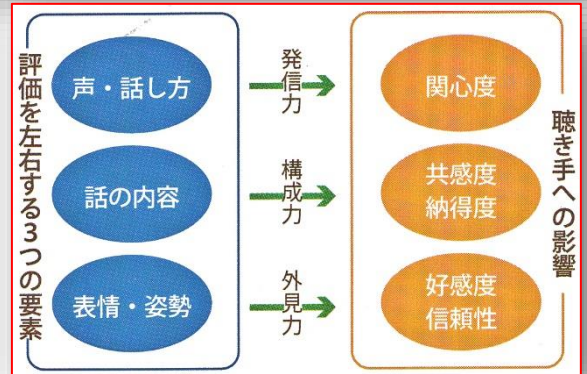 評価を左右する3つの要素
声・話し方
発信力
関心度
話の内容
構成力
共感度
納得度
表情・姿勢
外見力
好感度
信頼性
聴き手への影響